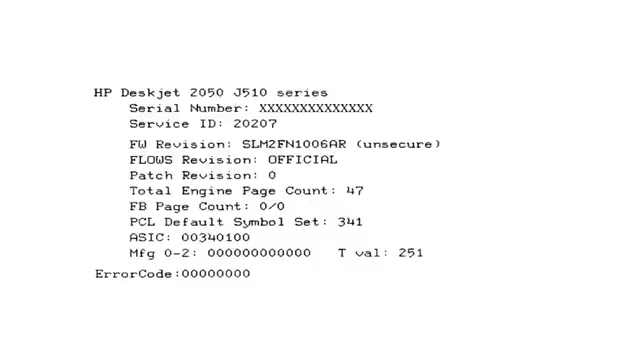 HP Deskjet 2050 J510 series
Serial Number: XXXXXXXXXXXXXX
Service ID: 20207
FW Revision: SLM2FN1006AR (unsecure)
FLOWS Revision: OFFICIAL
Patch Revision: 0
Total Engine Page Count: 47
FB Page Count: 0/0
PCL Default Symbol Set: 341
ASIC: 00340100
Mfg 0-2: 000000000000 T val: 251
ErrorCode:00000000